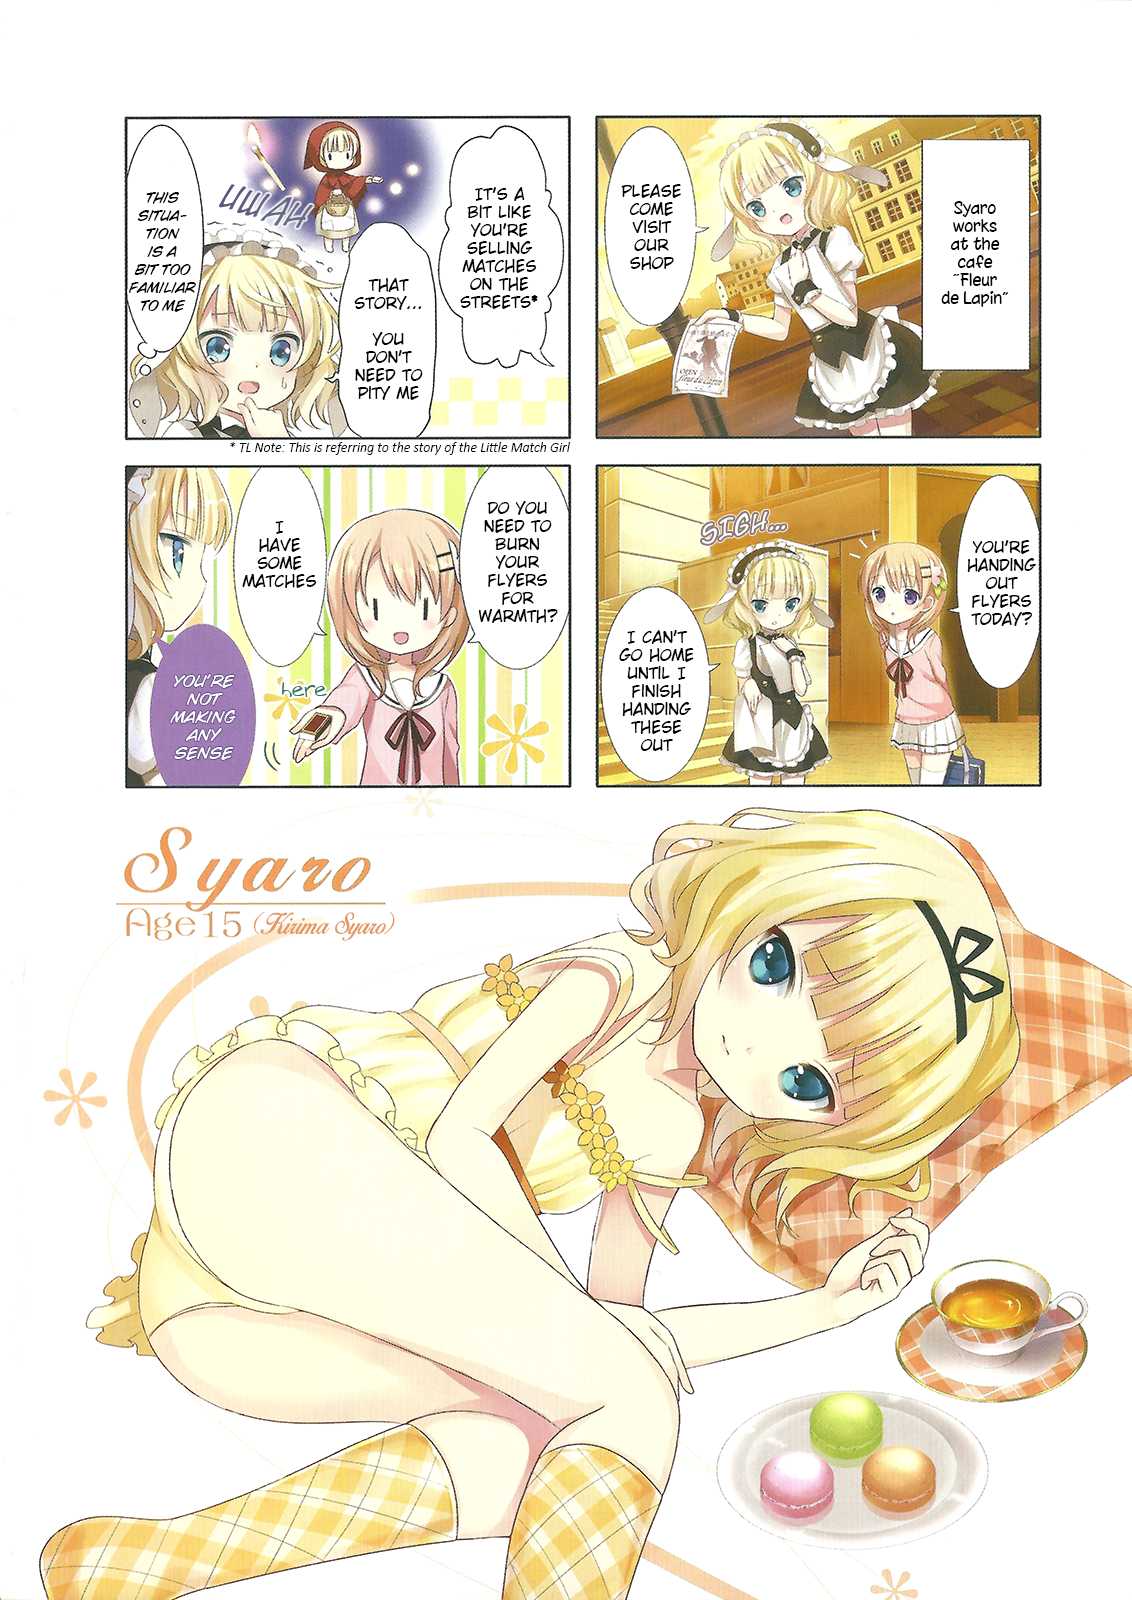 Syaro
works
at the
cafe
"Fleur
de Lapin"
PLEASE
COME
VISIT
OUR
SHOP
OPEN
fleur de lapin
YOU'RE
HANDING
OUT
FLYERS
TODAY?
SIGH...
I CAN'T
GO HOME
UNTIL I
FINISH
HANDING
THESE
OUT
IT'S A
BIT LIKE
YOU'RE
SELLING
MATCHES
ON THE
STREETS*
THAT
STORY...
YOU
DON'T
NEED TO
PITY ME
UWAH
THIS
SITUA-
TION
IS A
BIT TOO
FAMILIAR
TO ME
* TL Note: This is referring to the story of the Little Match Girl
DO YOU
NEED TO
BURN
YOUR
FLYERS
FOR
WARMTH?
I
HAVE
SOME
MATCHES
here
YOU'RE
NOT
MAKING
ANY
SENSE
Syaro
Age 15 (Kirima Syaro)